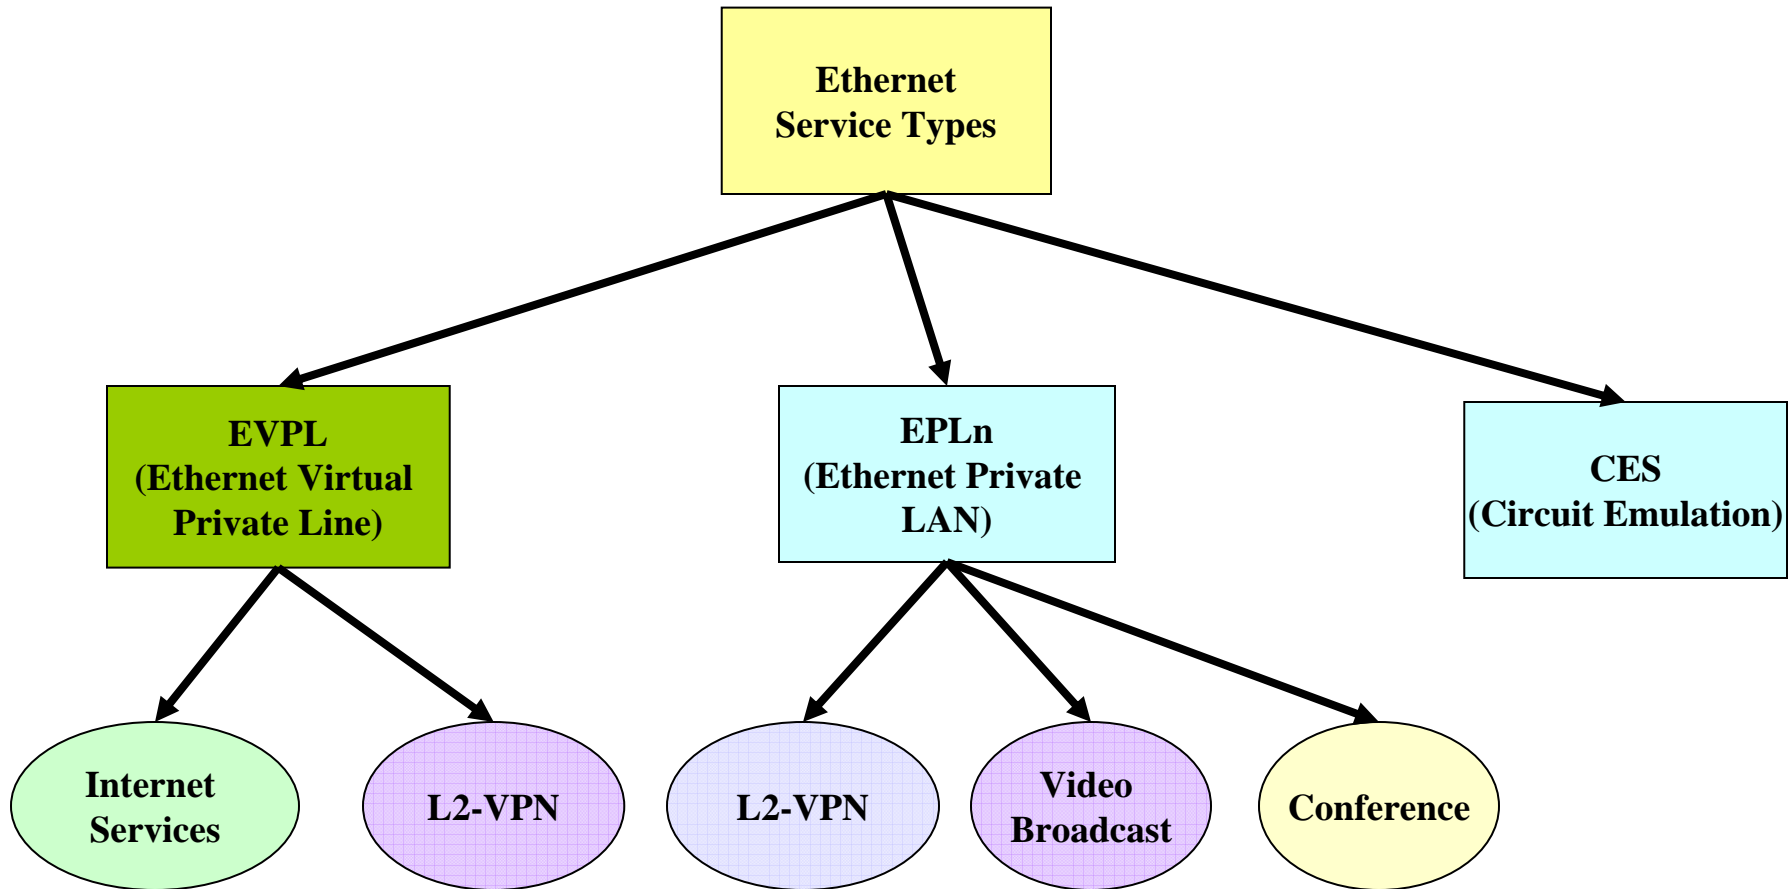 Ethernet
Service Types
EVPL
(Ethernet Virtual
Private Line)
EPLn
(Ethernet Private
LAN)
CES
(Circuit Emulation)
Internet
Services
L2-VPN
L2-VPN
Video
Broadcast
Conference